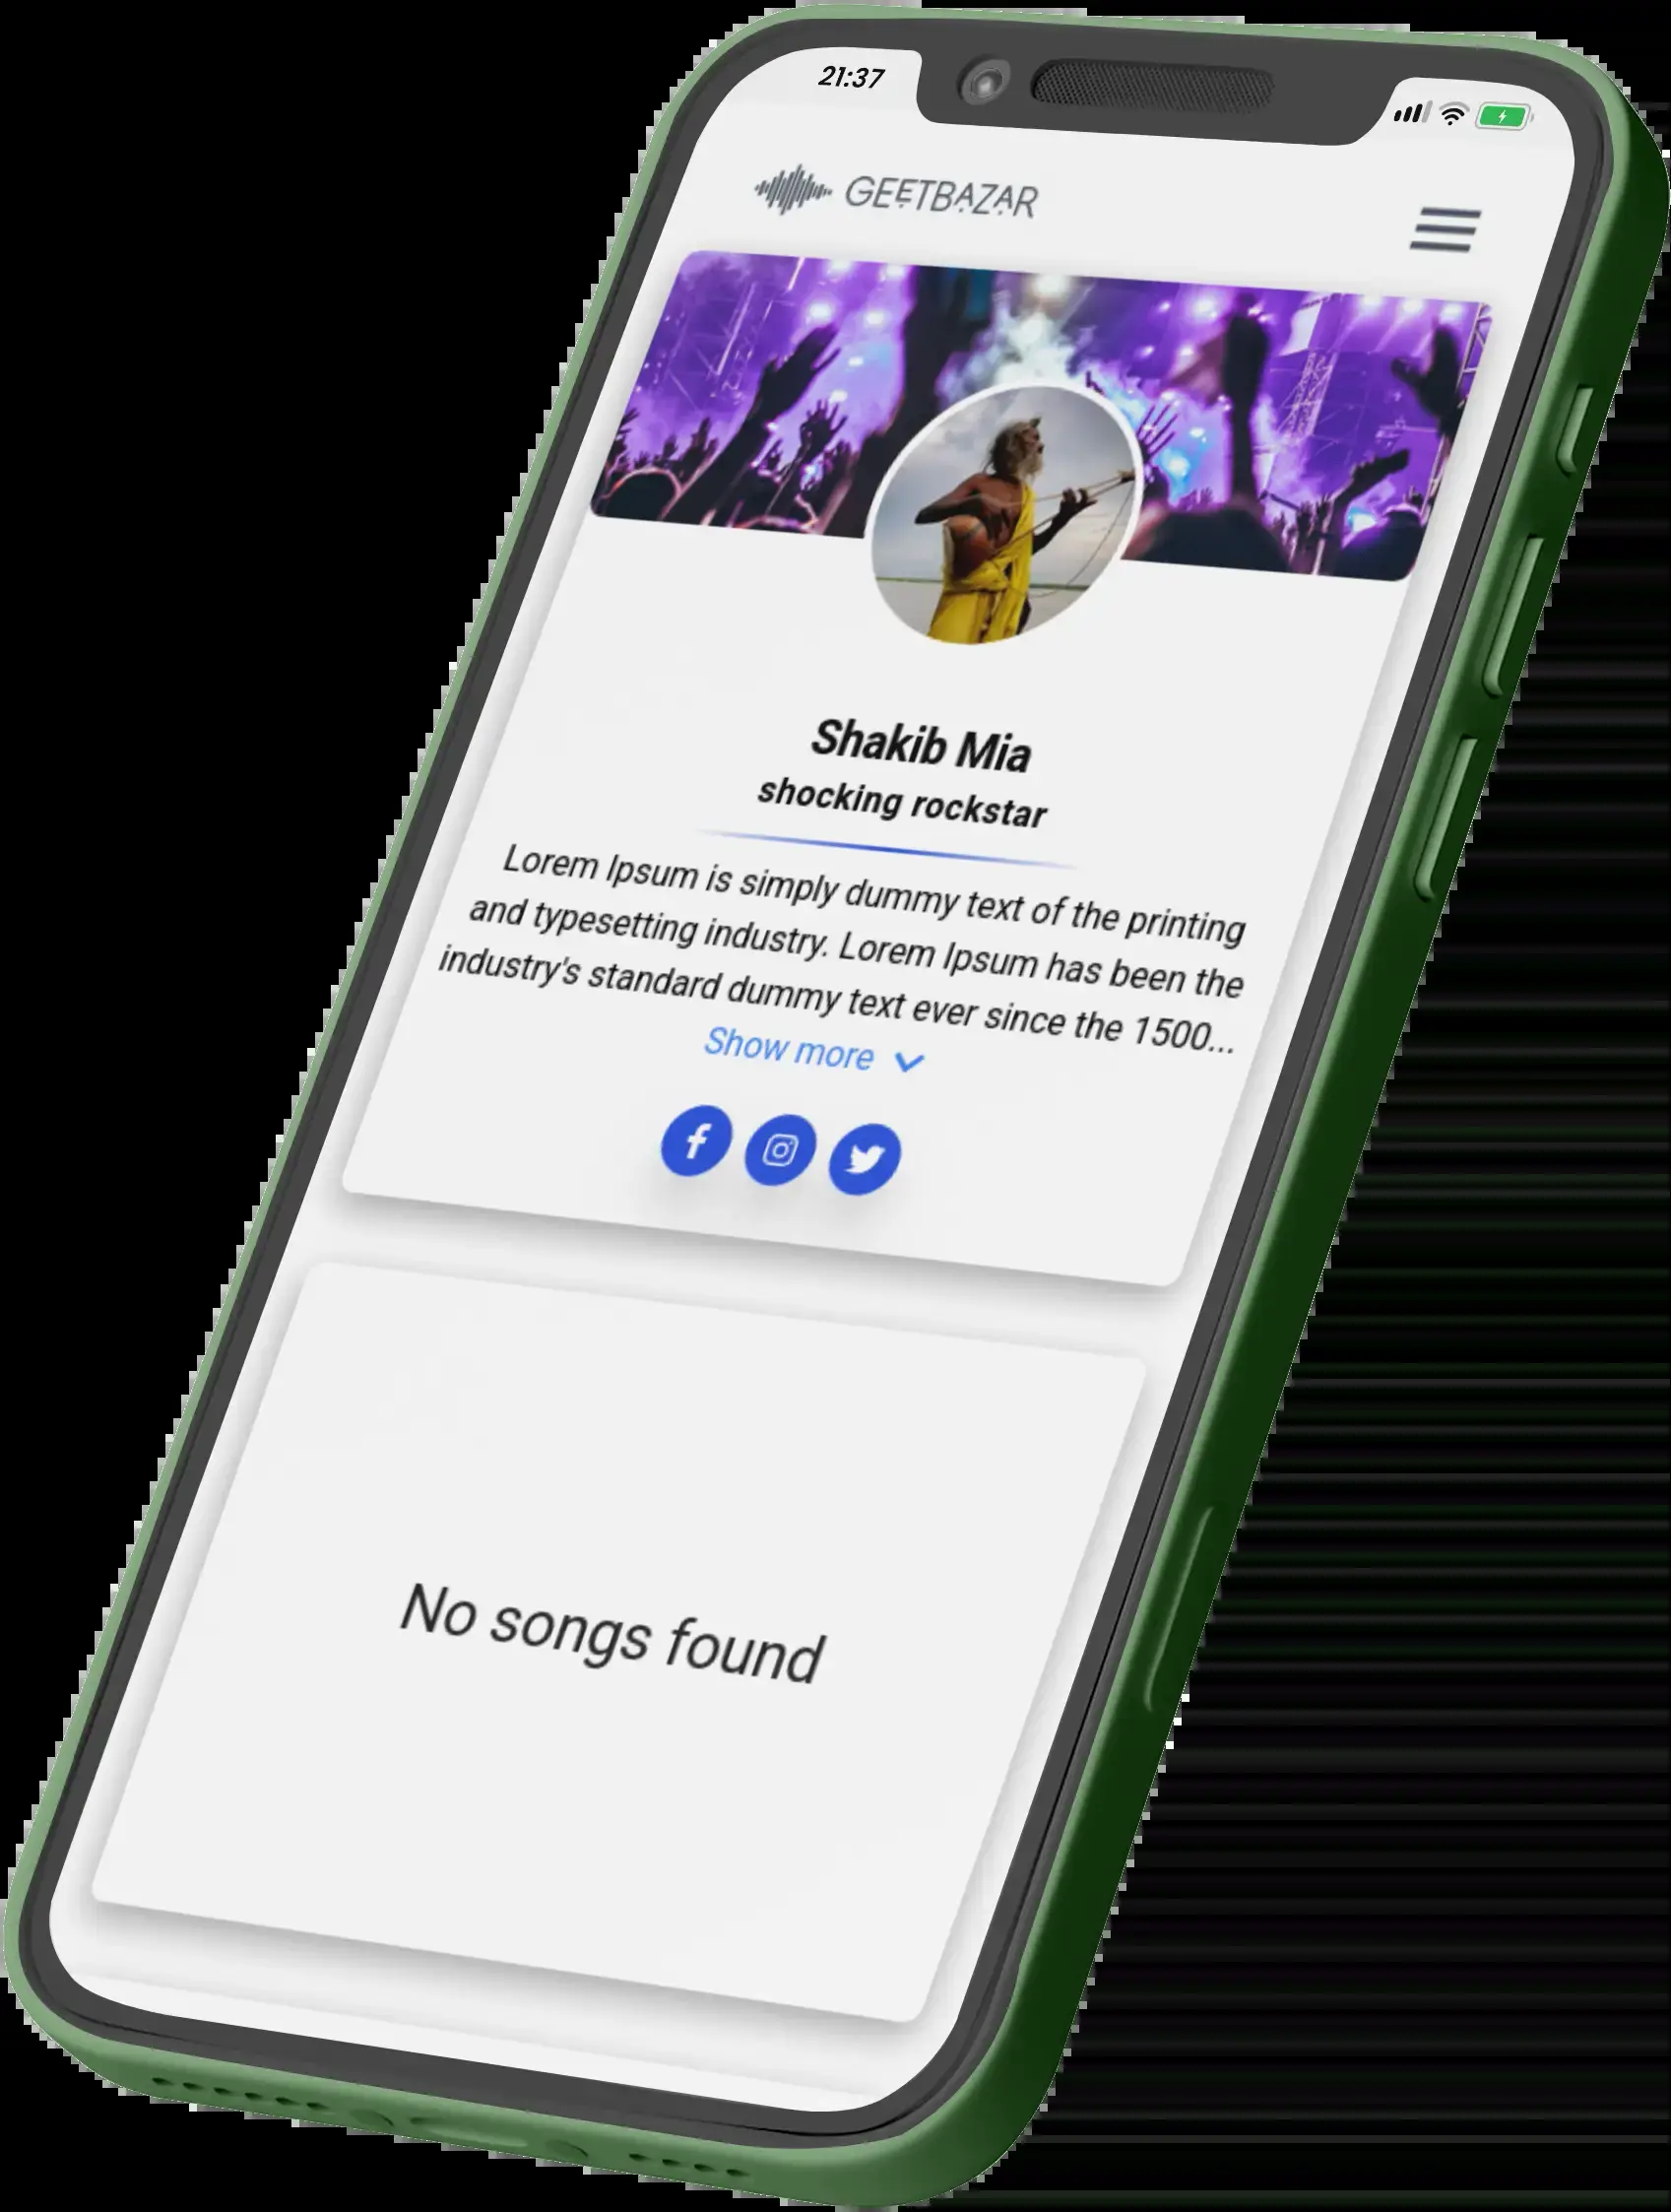 21:37
GEETBAZAR
Shakib Mia
shocking rockstar
Lorem Ipsum is simply dummy text of the printing
and typesetting industry. Lorem Ipsum has been the
industry's standard dummy text ever since the 1500...
Show more
No songs found